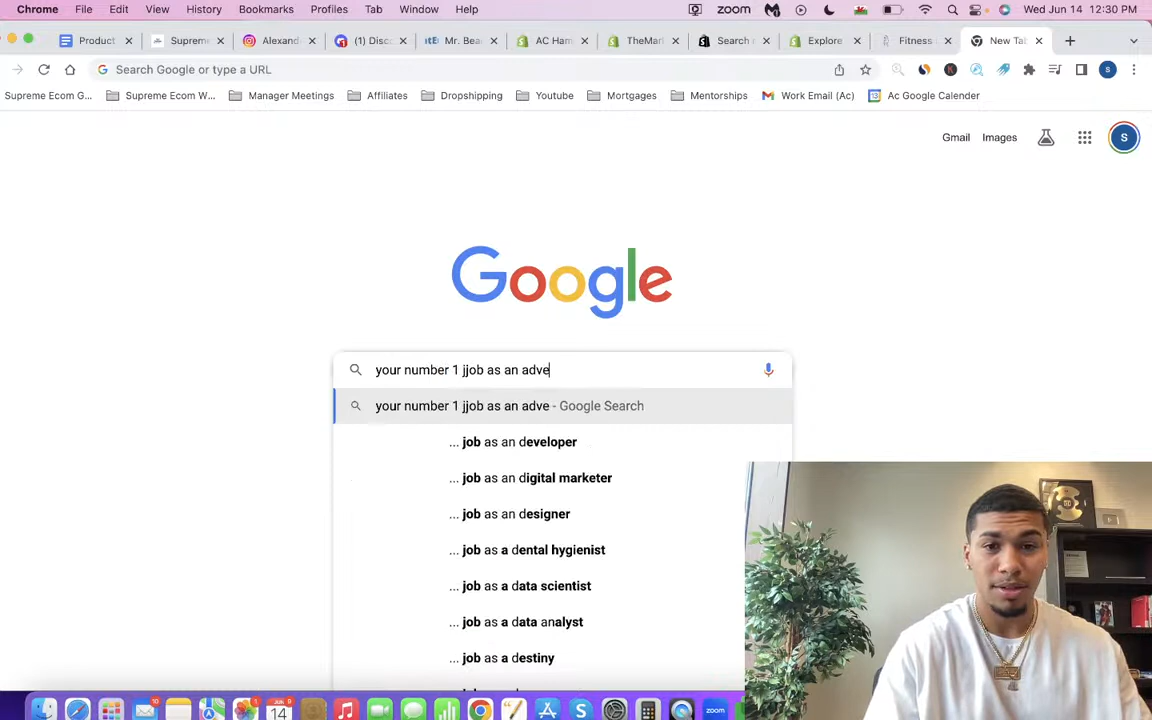 Chrome File Edit View History Bookmarks Profiles Tab Window Help zoom Wed Jun 14 12:30 PM
Product Supreme Alexand (1) Disco Mr. Bea AC Ham TheMar Search Explore Fitness New Tab
Search Google or type a URL
Supreme Ecom G... Supreme Ecom W... Manager Meetings Affiliates Dropshipping Youtube Mortgages Mentorships Work Email (Ac) Ac Google Calender
Gmail Images S
Google
your number 1 jjob as an adve
your number 1 jjob as an adve - Google Search
... job as an developer
... job as an digital marketer
... job as an designer
... job as a dental hygienist
... job as a data scientist
... job as a data analyst
... job as a destiny
14 zoom